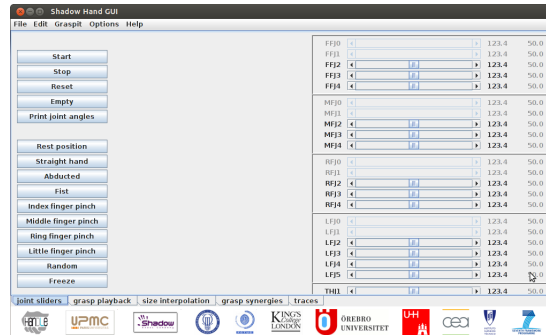 Shadow Hand GUI
File Edit Graspit Options Help
Start
Stop
Reset
Empty
Print joint angles
Rest position
Straight hand
Abducted
Fist
Index finger pinch
Middle finger pinch
Ring finger pinch
Little finger pinch
Random
Freeze
FFJ0 123.4 50.0
FFJ1 123.4 50.0
FFJ2 123.4 50.0
FFJ3 123.4 50.0
FFJ4 123.4 50.0
MFJ0 123.4 50.0
MFJ1 123.4 50.0
MFJ2 123.4 50.0
MFJ3 123.4 50.0
MFJ4 123.4 50.0
RFJ0 123.4 50.0
RFJ1 123.4 50.0
RFJ2 123.4 50.0
RFJ3 123.4 50.0
RFJ4 123.4 50.0
LFJ0 123.4 50.0
LFJ1 123.4 50.0
LFJ2 123.4 50.0
LFJ3 123.4 50.0
LFJ4 123.4 50.0
LFJ5 123.4 50.0
THJ1 123.4 50.0
joint sliders grasp playback size interpolation grasp synergies traces
HANDLE
UPMC
Shadow
KING'S
College
LONDON
ÖREBRO
UNIVERSITET
UH
cea